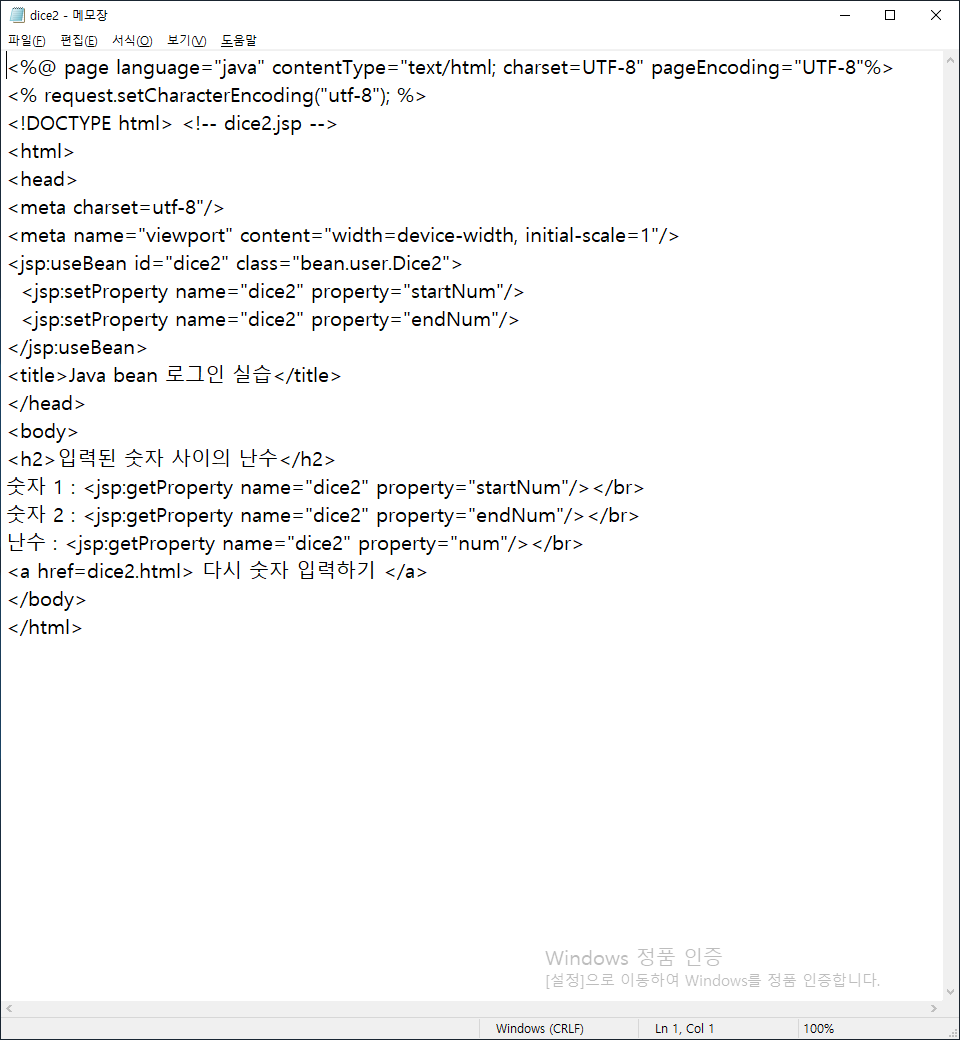 dice2 - 메모장
파일(F) 편집(E) 서식(O) 보기(V) 도움말
<%@ page language="java" contentType="text/html; charset=UTF-8" pageEncoding="UTF-8"%>
<% request.setCharacterEncoding("utf-8"); %>
<!DOCTYPE html> <!-- dice2.jsp -->
<html>
<head>
<meta charset=utf-8"/>
<meta name="viewport" content="width=device-width, initial-scale=1"/>
<jsp:useBean id="dice2" class="bean.user.Dice2">
  <jsp:setProperty name="dice2" property="startNum"/>
  <jsp:setProperty name="dice2" property="endNum"/>
</jsp:useBean>
<title>Java bean 로그인 실습</title>
</head>
<body>
<h2>입력된 숫자 사이의 난수</h2>
숫자 1 : <jsp:getProperty name="dice2" property="startNum"/></br>
숫자 2 : <jsp:getProperty name="dice2" property="endNum"/></br>
난수 : <jsp:getProperty name="dice2" property="num"/></br>
<a href=dice2.html> 다시 숫자 입력하기 </a>
</body>
</html>
Windows 정품 인증
[설정]으로 이동하여 Windows를 정품 인증합니다.
Windows (CRLF) Ln 1, Col 1 100%